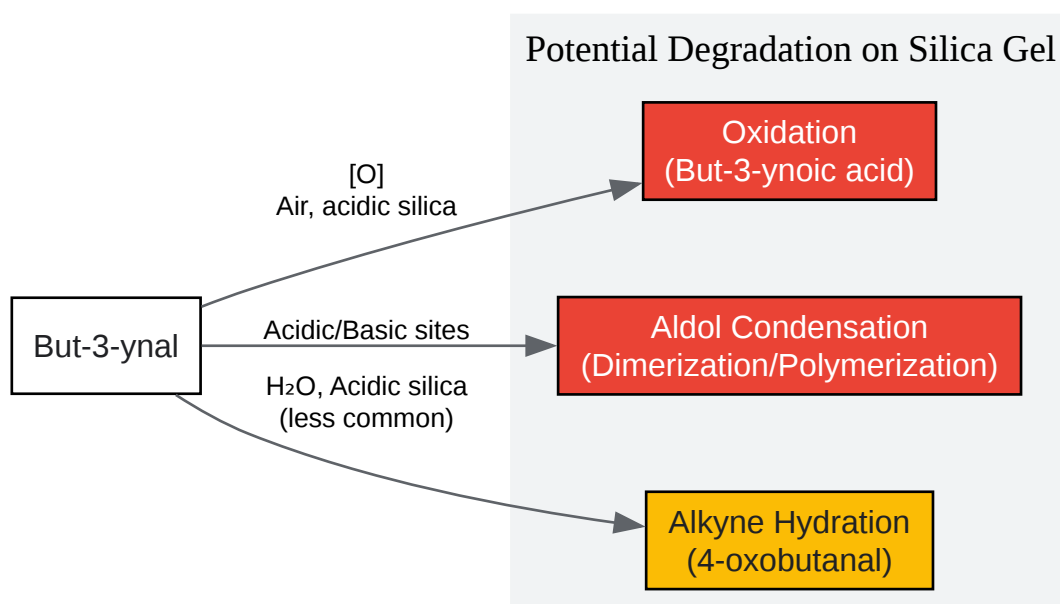 Potential Degradation on Silica Gel
Oxidation
(But-3-ynoic acid)
[O]
Air, acidic silica
But-3-ynal
Acidic/Basic sites
Aldol Condensation
(Dimerization/Polymerization)
H₂O, Acidic silica
(less common)
Alkyne Hydration
(4-oxobutanal)